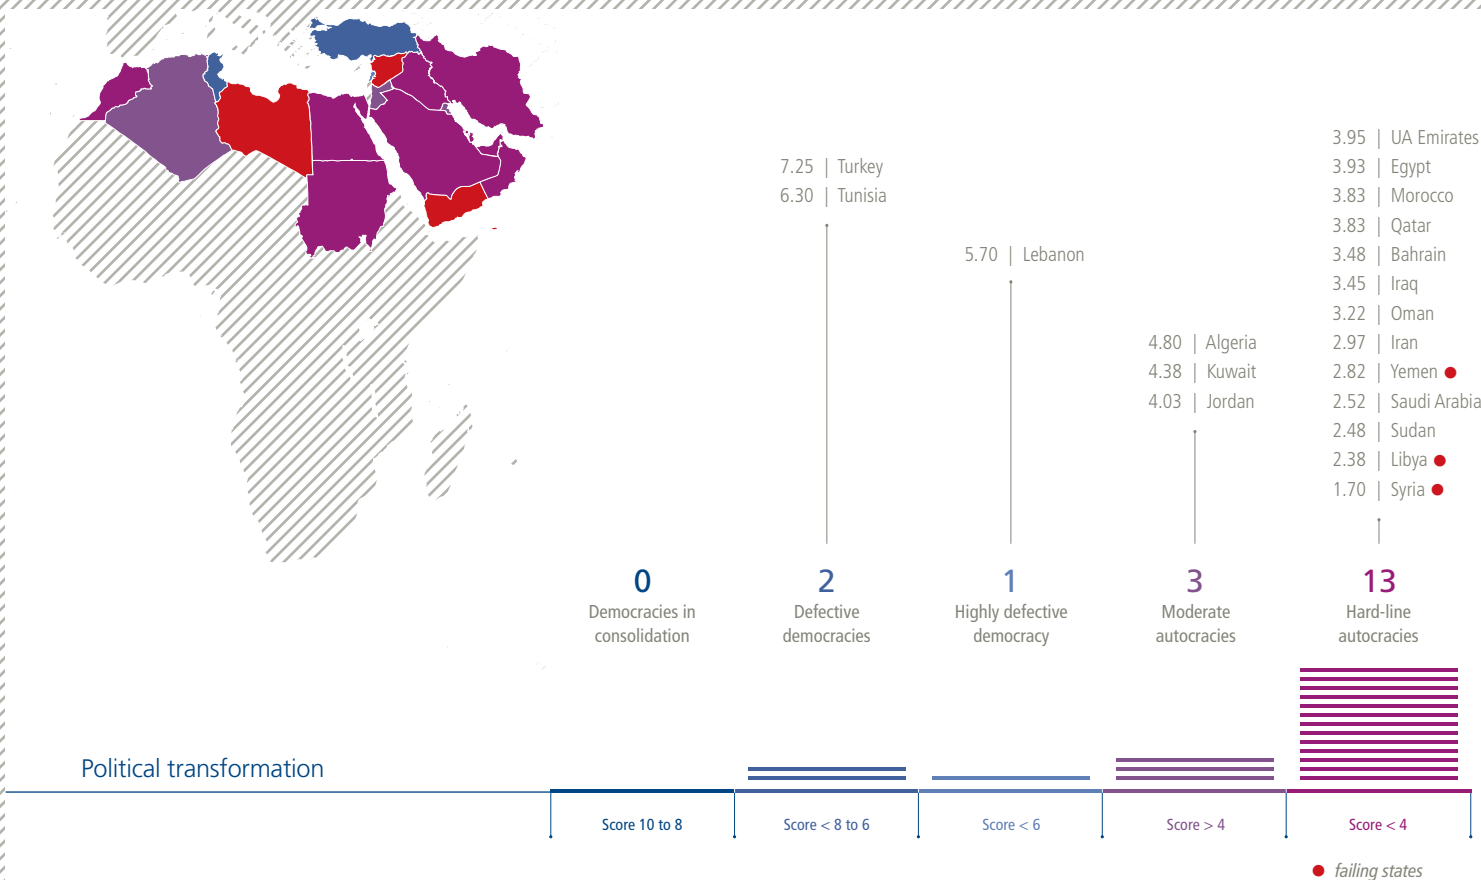 7.25 | Turkey
6.30 | Tunisia
5.70 | Lebanon
4.80 | Algeria
4.38 | Kuwait
4.03 | Jordan
3.95 | UA Emirates
3.93 | Egypt
3.83 | Morocco
3.83 | Qatar
3.48 | Bahrain
3.45 | Iraq
3.22 | Oman
2.97 | Iran
2.82 | Yemen
2.52 | Saudi Arabia
2.48 | Sudan
2.38 | Libya
1.70 | Syria
0
Democracies in
consolidation
2
Defective
democracies
1
Highly defective
democracy
3
Moderate
autocracies
13
Hard-line
autocracies
Political transformation
Score 10 to 8
Score < 8 to 6
Score < 6
Score > 4
Score < 4
failing states